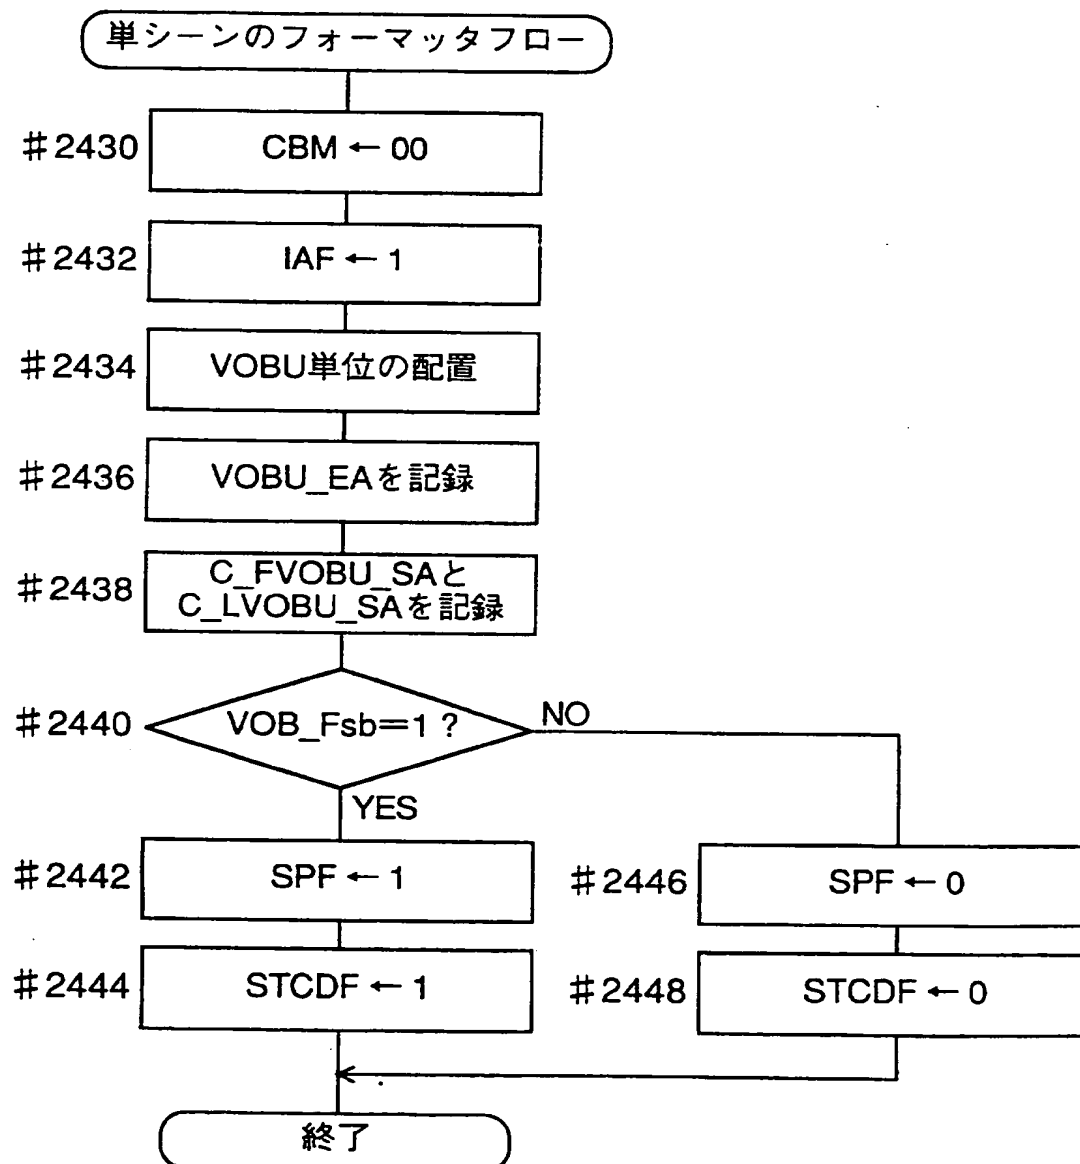 単シーンのフォーマッタフロー
#2430
CBM ← 00
#2432
IAF ← 1
#2434
VOBU単位の配置
#2436
VOBU_EAを記録
#2438
C_FVOBU_SAと
C_LVOBU_SAを記録
#2440
VOB_Fsb=1?
NO
YES
#2442
SPF ← 1
#2446
SPF ← 0
#2444
STCDF ← 1
#2448
STCDF ← 0
終了